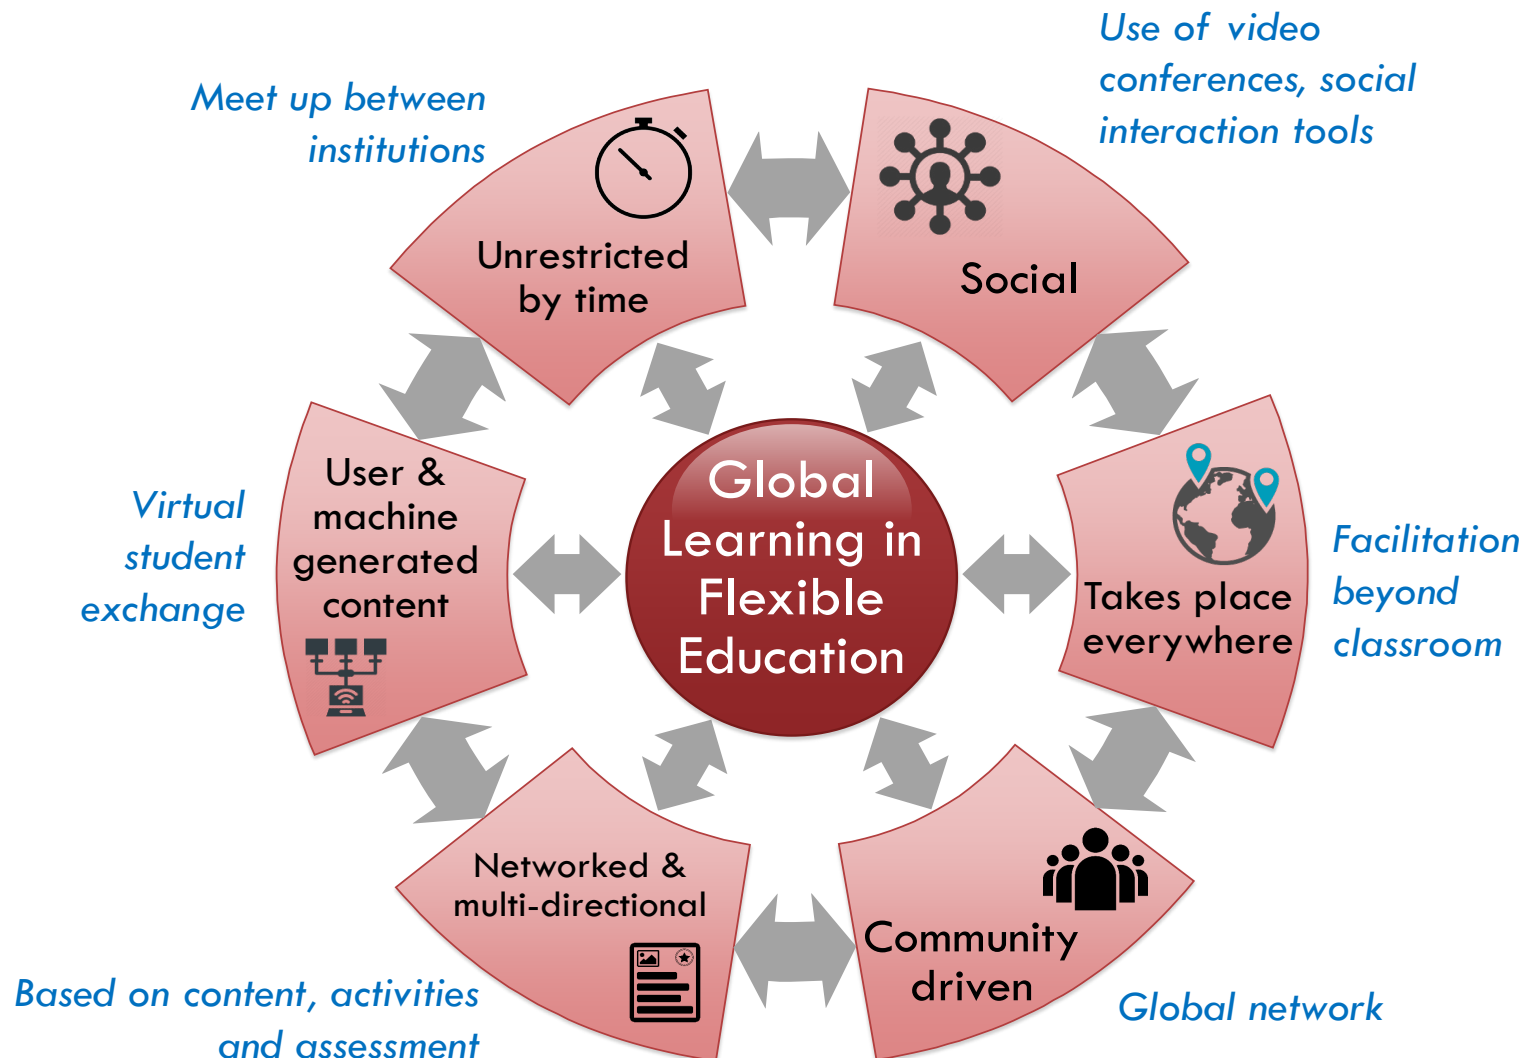 Use of video
conferences, social
interaction tools
Meet up between
institutions
Unrestricted
by time
Social
User &
machine
generated
content
Global
Learning in
Flexible
Education
Takes place
everywhere
Virtual
student
exchange
Facilitation
beyond
classroom
Networked &
multi-directional
Community
driven
Based on content, activities
and assessment
Global network